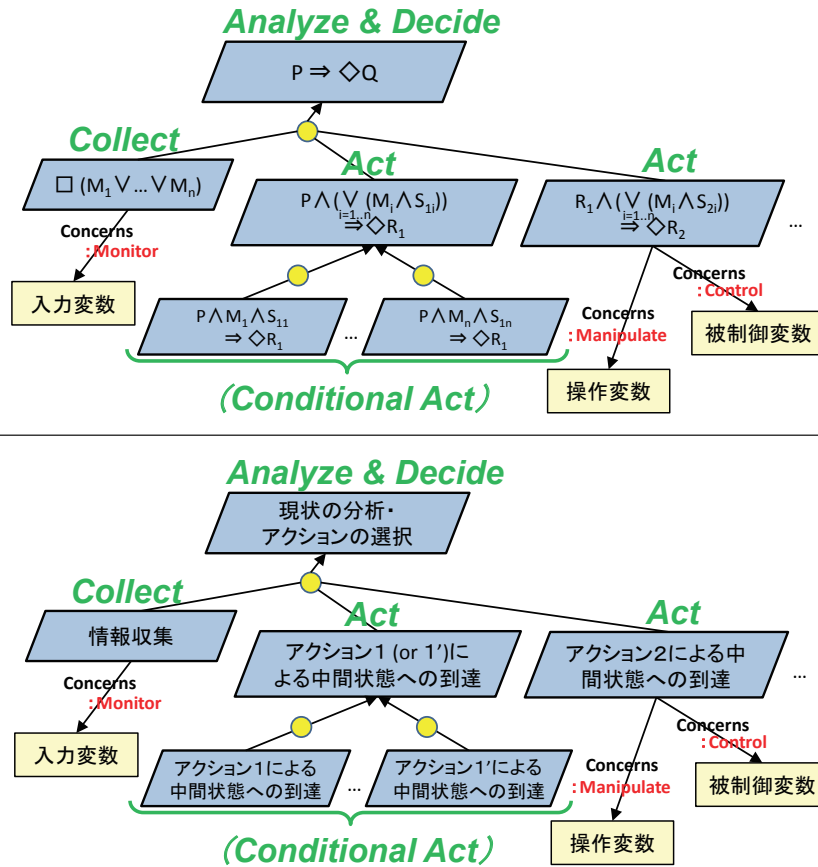 Analyze & Decide
P ⇒ ◇Q
Collect
Act
Act
□ (M₁∨…∨Mₙ)
P∧(∨ (Mᵢ∧S₁ᵢ))
i=1..n
⇒ ◇R₁
R₁∧(∨ (Mᵢ∧S₂ᵢ))
i=1..n
⇒ ◇R₂
...
Concerns
:Monitor
入力変数
P∧M₁∧S₁₁
⇒ ◇R₁
...
P∧Mₙ∧S₁ₙ
⇒ ◇R₁
Concerns
:Manipulate
Concerns
:Control
被制御変数
操作変数
(Conditional Act)
Analyze & Decide
現状の分析・
アクションの選択
Collect
Act
Act
情報収集
アクション1 (or 1’)に
よる中間状態への到達
アクション2による中
間状態への到達
...
Concerns
:Monitor
入力変数
アクション1による
中間状態への到達
...
アクション1’による
中間状態への到達
Concerns
:Manipulate
Concerns
:Control
被制御変数
操作変数
(Conditional Act)